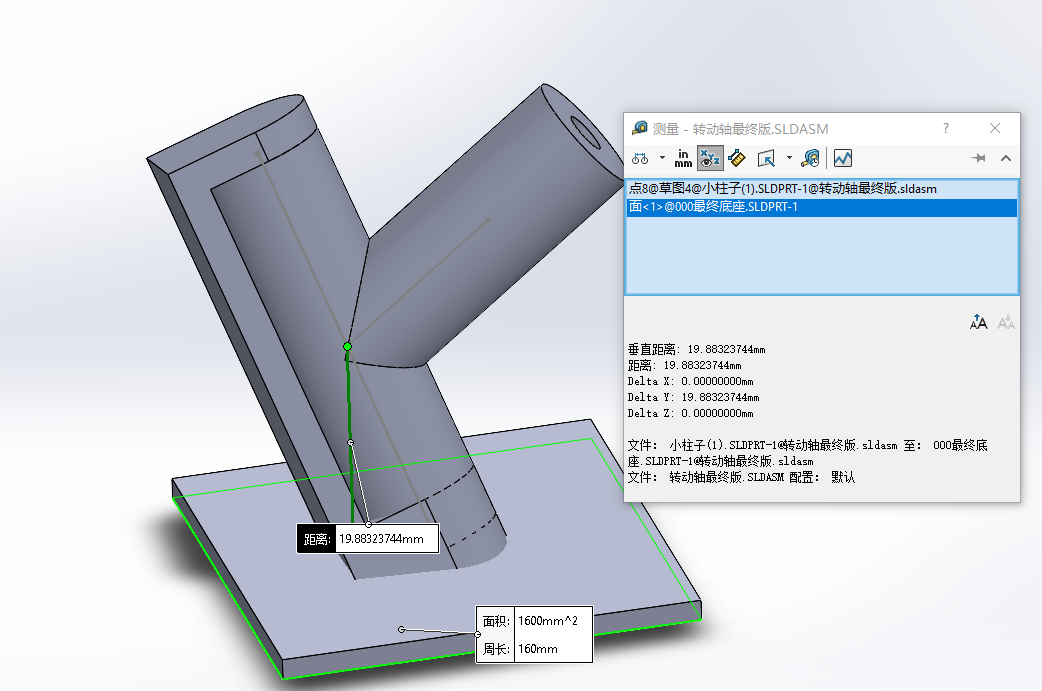 测量 - 转动轴最终版.SLDASM
?
in
mm
点8@草图4@小柱子(1).SLDPRT-1@转动轴最终版.sldasm
面<1>@000最终底座.SLDPRT-1
垂直距离: 19.88323744mm
距离: 19.88323744mm
Delta X: 0.00000000mm
Delta Y: 19.88323744mm
Delta Z: 0.00000000mm
文件: 小柱子(1).SLDPRT-1@转动轴最终版.sldasm 至: 000最终底
座.SLDPRT-1@转动轴最终版.sldasm
文件: 转动轴最终版.SLDASM 配置: 默认
距离: 19.88323744mm
面积: 1600mm^2
周长: 160mm